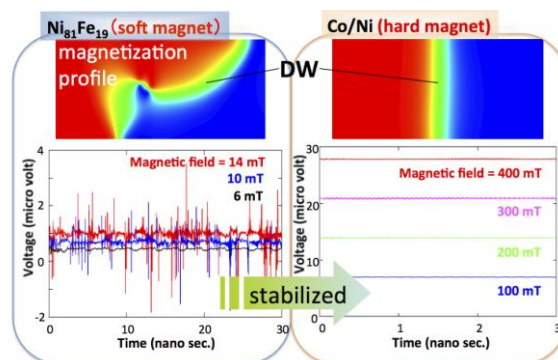 Ni81Fe19 (soft magnet)
magnetization
profile
Co/Ni (hard magnet)
DW
4
2
0
-2
Voltage (micro volt)
Magnetic field = 14 mT
10 mT
6 mT
0
10
20
30
Time (nano sec.)
stabilized
30
20
10
0
Voltage (micro volt)
Magnetic field = 400 mT
300 mT
200 mT
100 mT
1
2
3
Time (nano sec.)